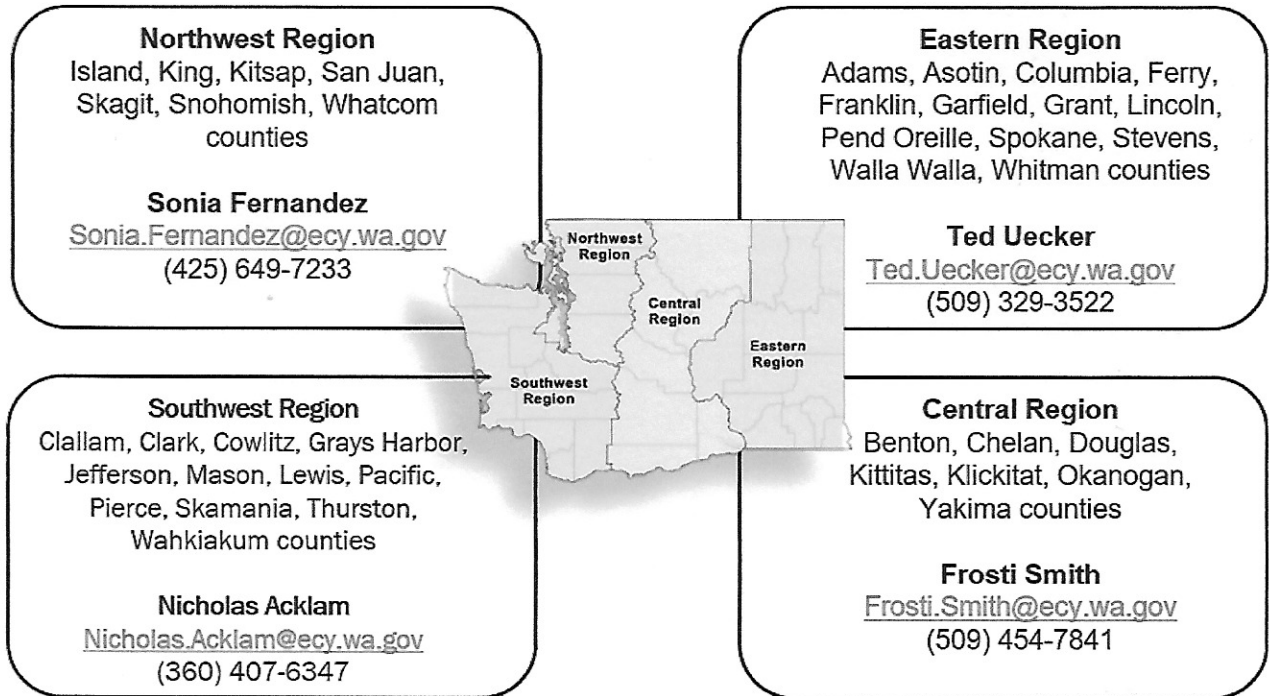 Northwest Region
Island, King, Kitsap, San Juan,
Skagit, Snohomish, Whatcom
counties
Sonia Fernandez
Sonia.Fernandez@ecy.wa.gov
(425) 649-7233
Eastern Region
Adams, Asotin, Columbia, Ferry,
Franklin, Garfield, Grant, Lincoln,
Pend Oreille, Spokane, Stevens,
Walla Walla, Whitman counties
Ted Uecker
Ted.Uecker@ecy.wa.gov
(509) 329-3522
Northwest
Region
Central
Region
Eastern
Region
Southwest
Region
Southwest Region
Clallam, Clark, Cowlitz, Grays Harbor,
Jefferson, Mason, Lewis, Pacific,
Pierce, Skamania, Thurston,
Wahkiakum counties
Nicholas Acklam
Nicholas.Acklam@ecy.wa.gov
(360) 407-6347
Central Region
Benton, Chelan, Douglas,
Kittitas, Klickitat, Okanogan,
Yakima counties
Frosti Smith
Frosti.Smith@ecy.wa.gov
(509) 454-7841